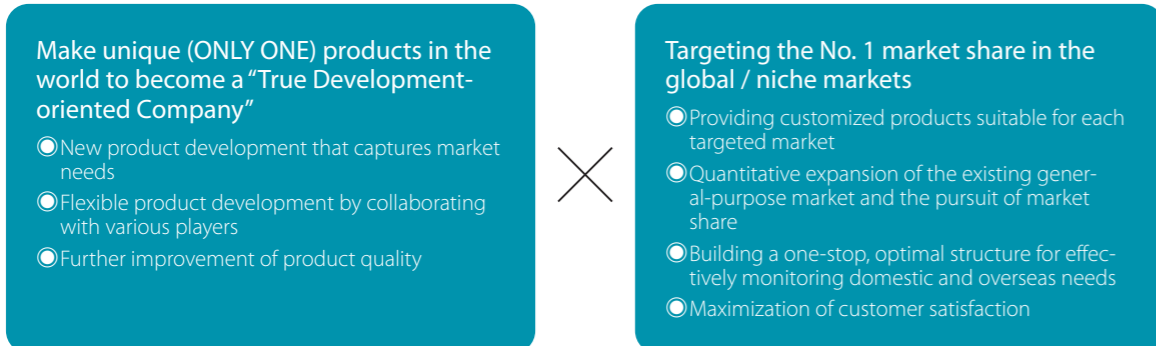 Make unique (ONLY ONE) products in the
world to become a “True Development-
oriented Company”
◉New product development that captures market
needs
◉Flexible product development by collaborating
with various players
◉Further improvement of product quality
Targeting the No. 1 market share in the
global / niche markets
◉Providing customized products suitable for each
targeted market
◉Quantitative expansion of the existing gener-
al-purpose market and the pursuit of market
share
◉Building a one-stop, optimal structure for effec-
tively monitoring domestic and overseas needs
◉Maximization of customer satisfaction